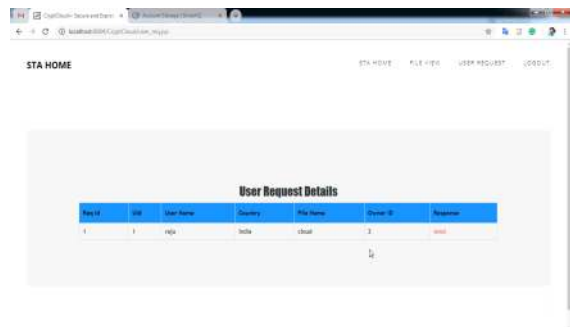 STA HOME
STA HOME FILE VIEW USER REQUEST LOGOUT
User Request Details
Req Id Uid User Name Country File Name Owner ID Response
1 1 raja India cloud 2